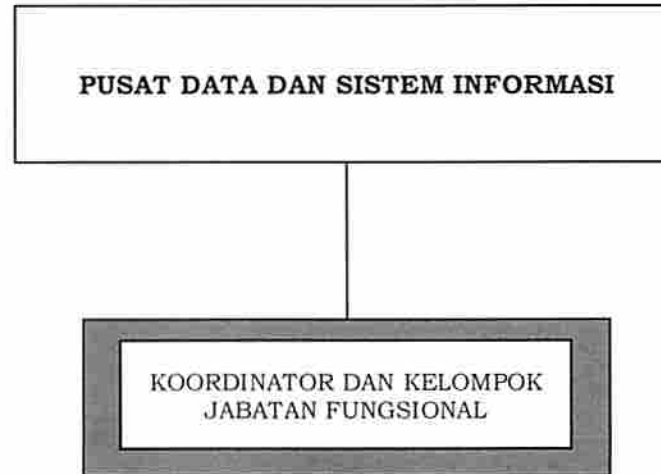 PUSAT DATA DAN SISTEM INFORMASI
KOORDINATOR DAN KELOMPOK
JABATAN FUNGSIONAL